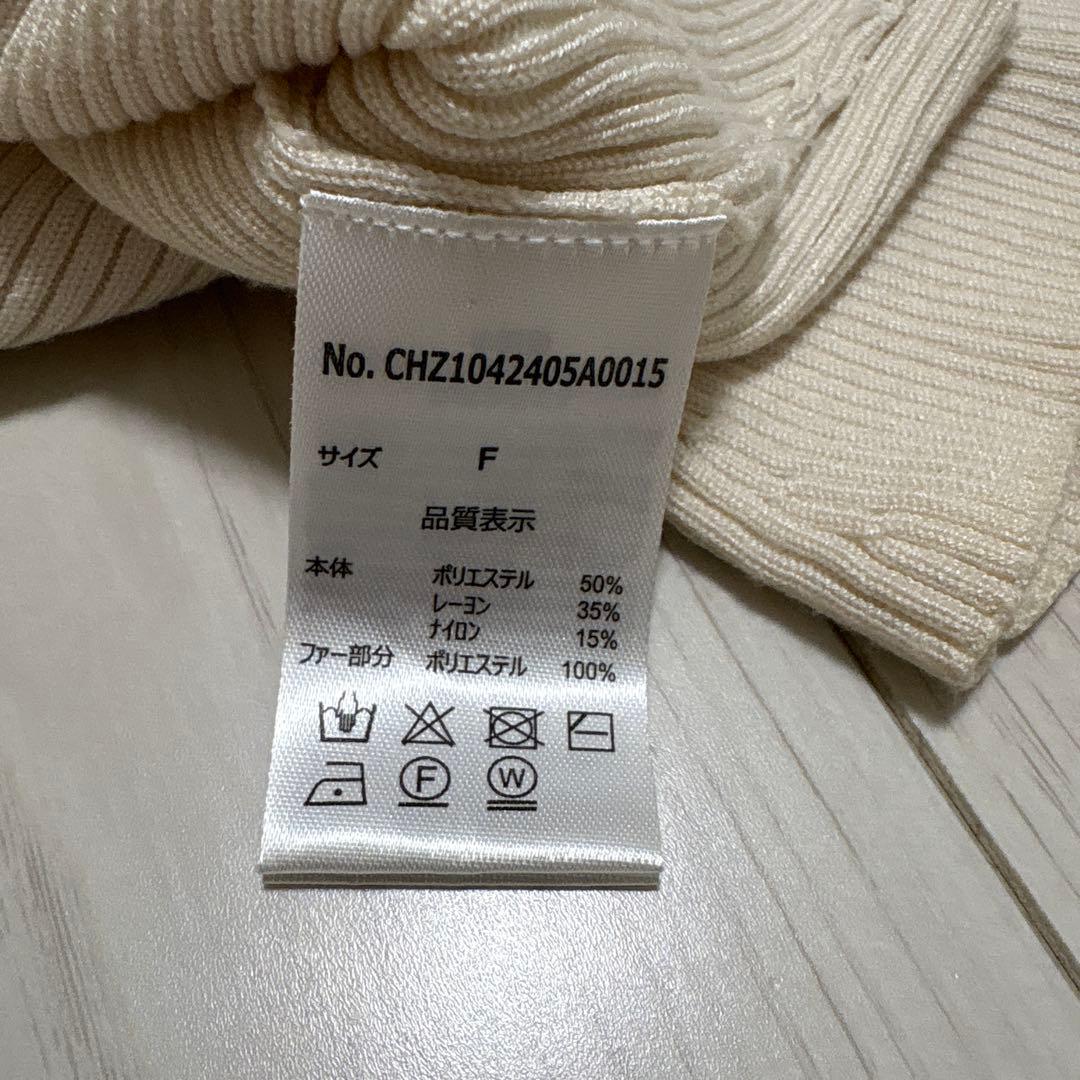 No. CHZ1042405A0015
サイズ F
品質表示
本体 ポリエステル 50%
レーヨン 35%
ナイロン 15%
ファー部分 ポリエステル 100%
F W